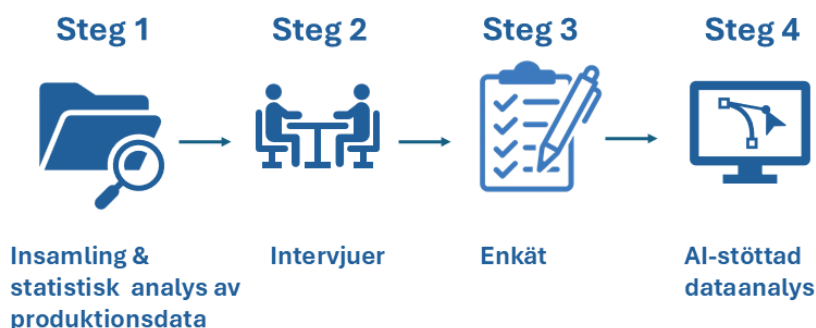 Steg 1
Steg 2
Steg 3
Steg 4
Insamling &
statistisk analys av
produktionsdata
Intervjuer
Enkät
AI-stöttad
dataanalys